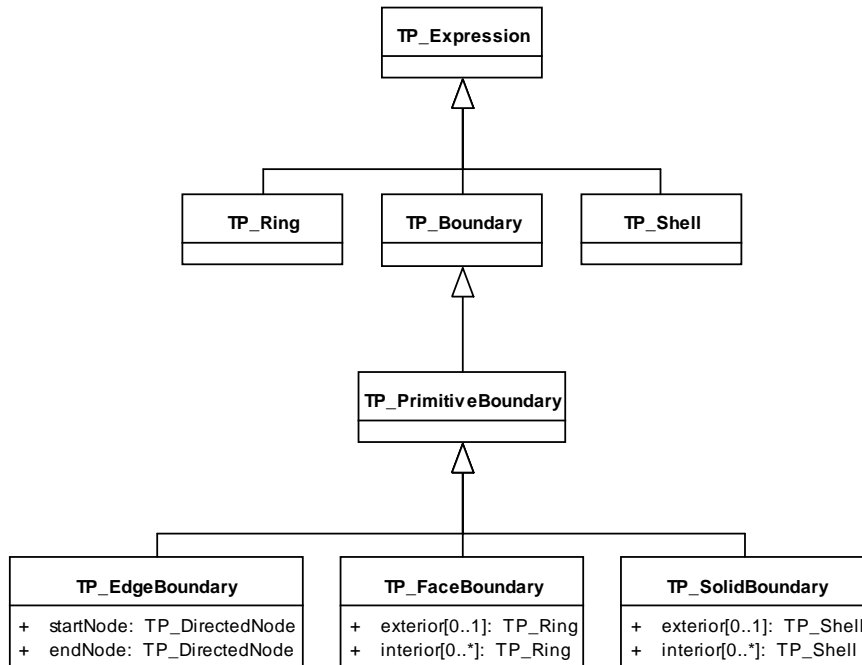 TP_Expression
TP_Ring
TP_Boundary
TP_Shell
TP_PrimitiveBoundary
TP_EdgeBoundary
+ startNode: TP_DirectedNode
+ endNode: TP_DirectedNode
TP_FaceBoundary
+ exterior[0..1]: TP_Ring
+ interior[0..*]: TP_Ring
TP_SolidBoundary
+ exterior[0..1]: TP_Shell
+ interior[0..*]: TP_Shell